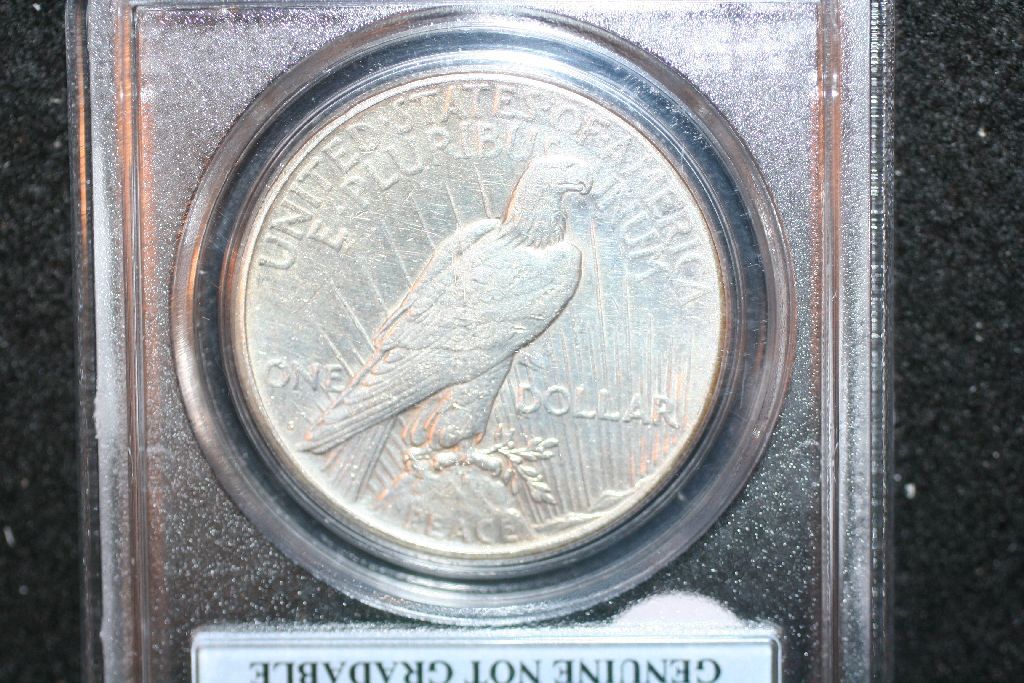 UNITED STATES OF AMERICA
E PLURIBUS UNUM
ONE DOLLAR
PEACE
GENUINE NOT GRADABLE